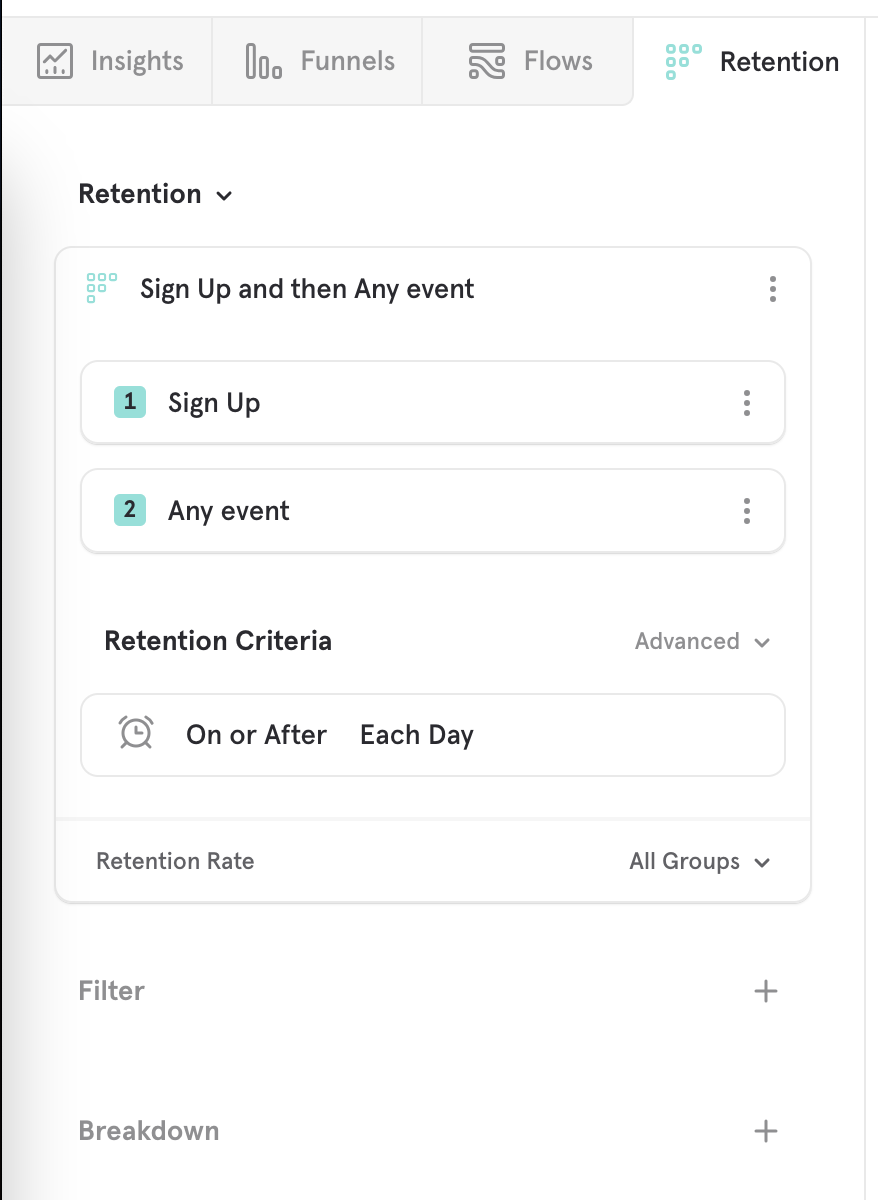 Insights Funnels Flows Retention
Retention
Sign Up and then Any event
1 Sign Up
2 Any event
Retention Criteria Advanced
On or After Each Day
Retention Rate All Groups
Filter
Breakdown